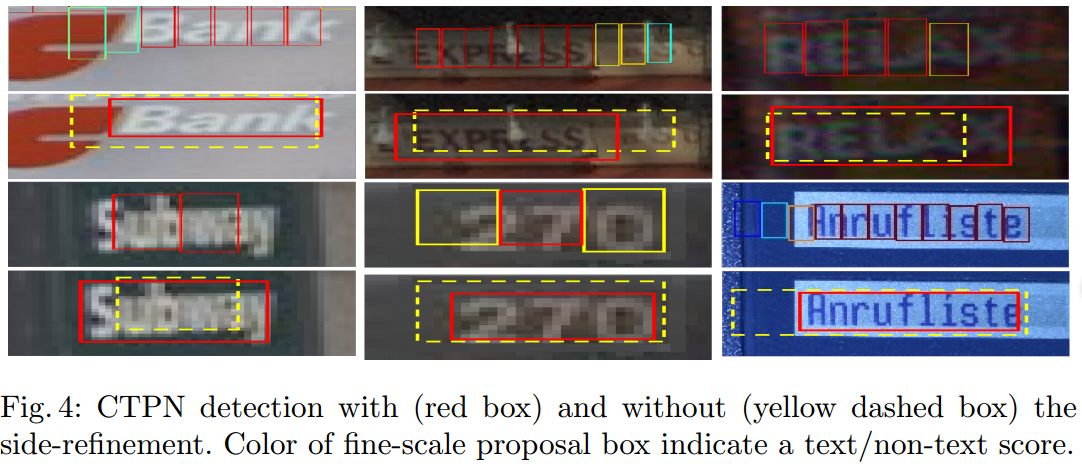 Bank
EXPRESS
RELAX
Bank
EXPRESS
RELAX
Subway
270
Anrufliste
Subway
270
Anrufliste
Fig. 4: CTPN detection with (red box) and without (yellow dashed box) the
side-refinement. Color of fine-scale proposal box indicate a text/non-text score.